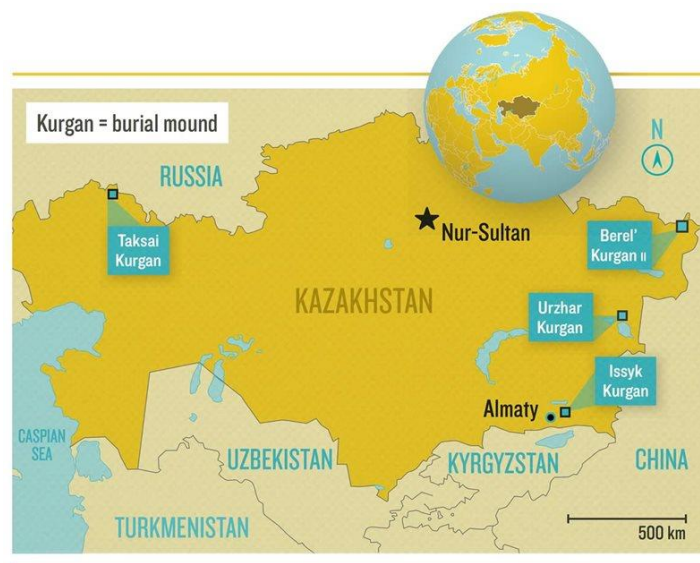 Kurgan = burial mound
N
RUSSIA
Taksai
Kurgan
Nur-Sultan
Berel’
Kurgan II
KAZAKHSTAN
Urzhar
Kurgan
Issyk
Kurgan
Almaty
CASPIAN
SEA
UZBEKISTAN
KYRGYZSTAN
CHINA
TURKMENISTAN
500 km